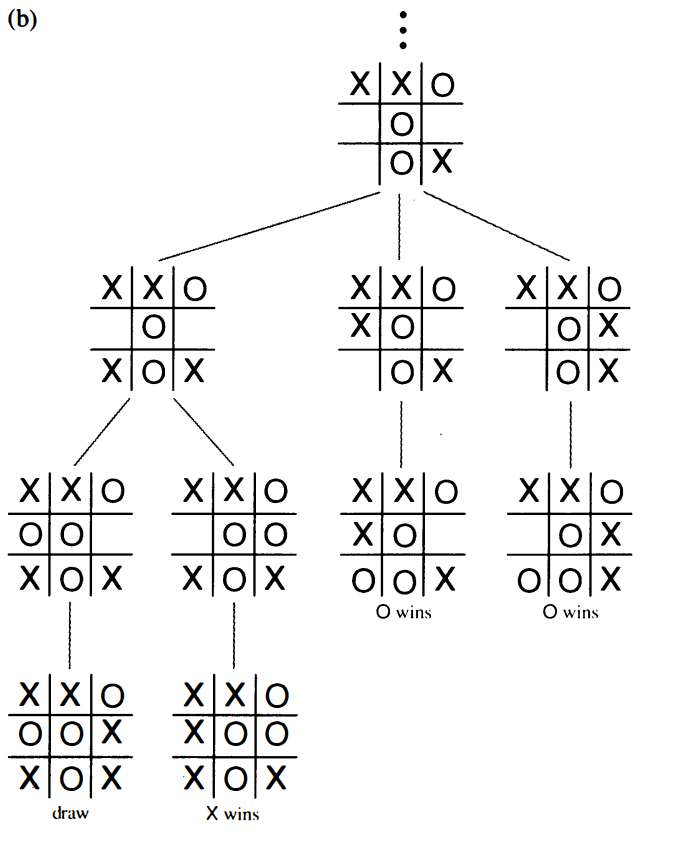 (b)
X X O
O
O X
X X O X X O X X O
O X O O X
X O X O X O X
X X O X X O X X O X X O
O O O O X O O X
X O X X O X O O X O O X
O wins O wins
X X O X X O
O O X X O O
X O X X O X
draw X wins